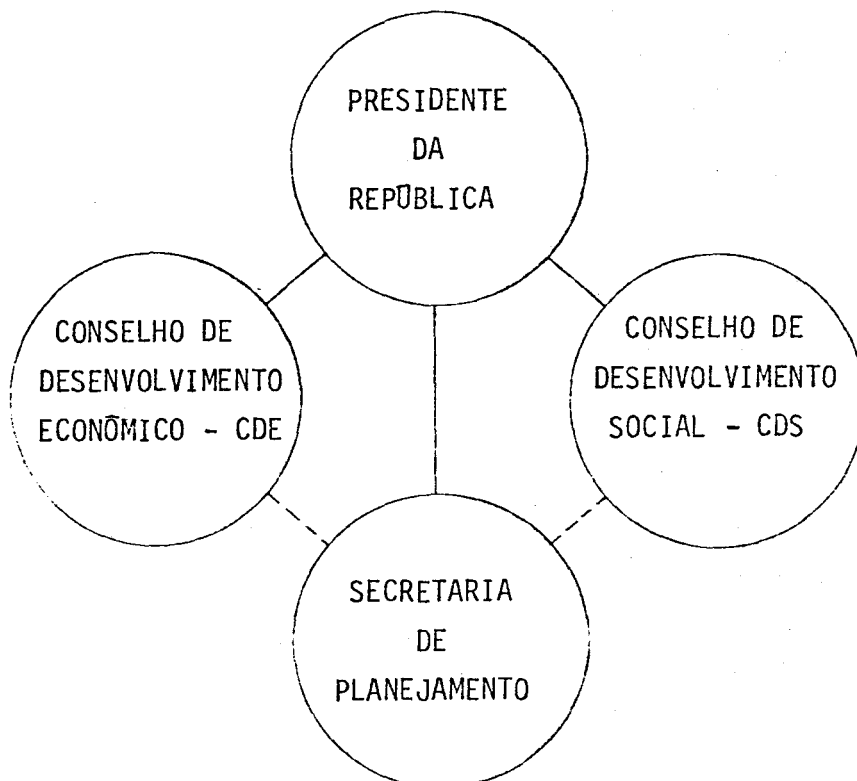 PRESIDENTE
DA
REPÚBLICA
CONSELHO DE
DESENVOLVIMENTO
ECONÔMICO - CDE
CONSELHO DE
DESENVOLVIMENTO
SOCIAL - CDS
SECRETARIA
DE
PLANEJAMENTO